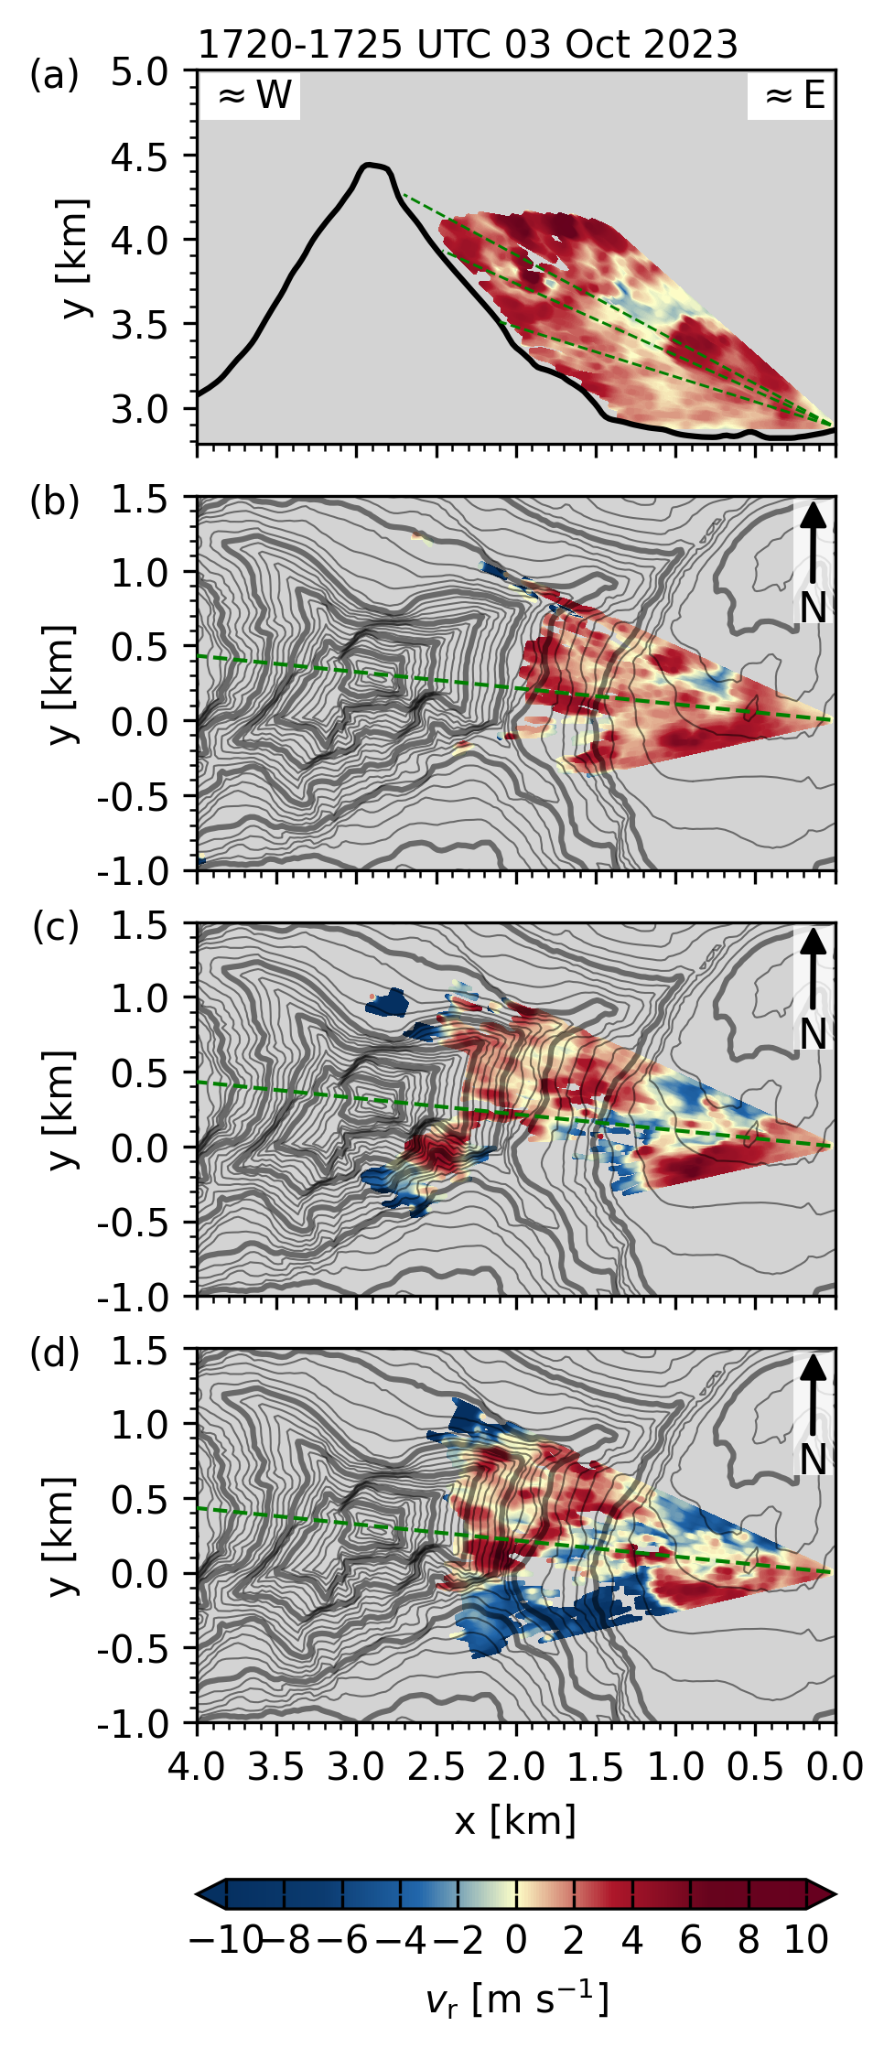 1720-1725 UTC 03 Oct 2023
(a)
≈W
≈E
5.0
4.5
4.0
3.5
3.0
y [km]
(b)
1.5
1.0
0.5
0.0
-0.5
-1.0
y [km]
N
(c)
1.5
1.0
0.5
0.0
-0.5
-1.0
y [km]
N
(d)
1.5
1.0
0.5
0.0
-0.5
-1.0
y [km]
N
4.0 3.5 3.0 2.5 2.0 1.5 1.0 0.5 0.0
x [km]
−10 −8 −6 −4 −2 0 2 4 6 8 10
vr [m s⁻¹]